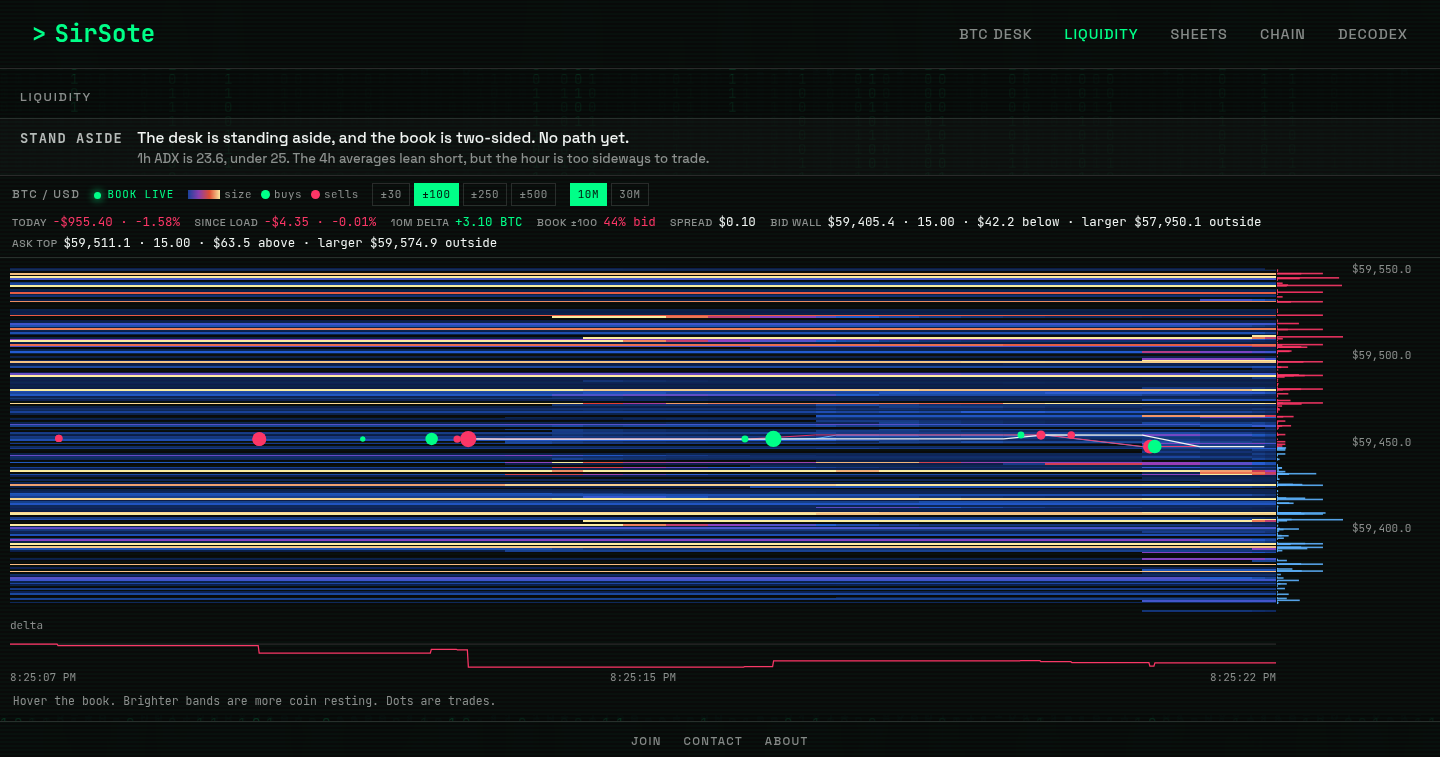 > SirSote
BTC DESK LIQUIDITY SHEETS CHAIN DECODEX
LIQUIDITY
STAND ASIDE The desk is standing aside, and the book is two-sided. No path yet.
1h ADX is 23.6, under 25. The 4h averages lean short, but the hour is too sideways to trade.
BTC / USD BOOK LIVE size buys sells ±30 ±100 ±250 ±500 10M 30M
TODAY -$955.40 · -1.58% SINCE LOAD -$4.35 · -0.01% 10M DELTA +3.10 BTC BOOK ±100 44% bid SPREAD $0.10 BID WALL $59,405.4 · 15.00 · $42.2 below · larger $57,950.1 outside
ASK TOP $59,511.1 · 15.00 · $63.5 above · larger $59,574.9 outside
$59,550.0
$59,500.0
$59,450.0
$59,400.0
delta
8:25:07 PM 8:25:15 PM 8:25:22 PM
Hover the book. Brighter bands are more coin resting. Dots are trades.
JOIN CONTACT ABOUT